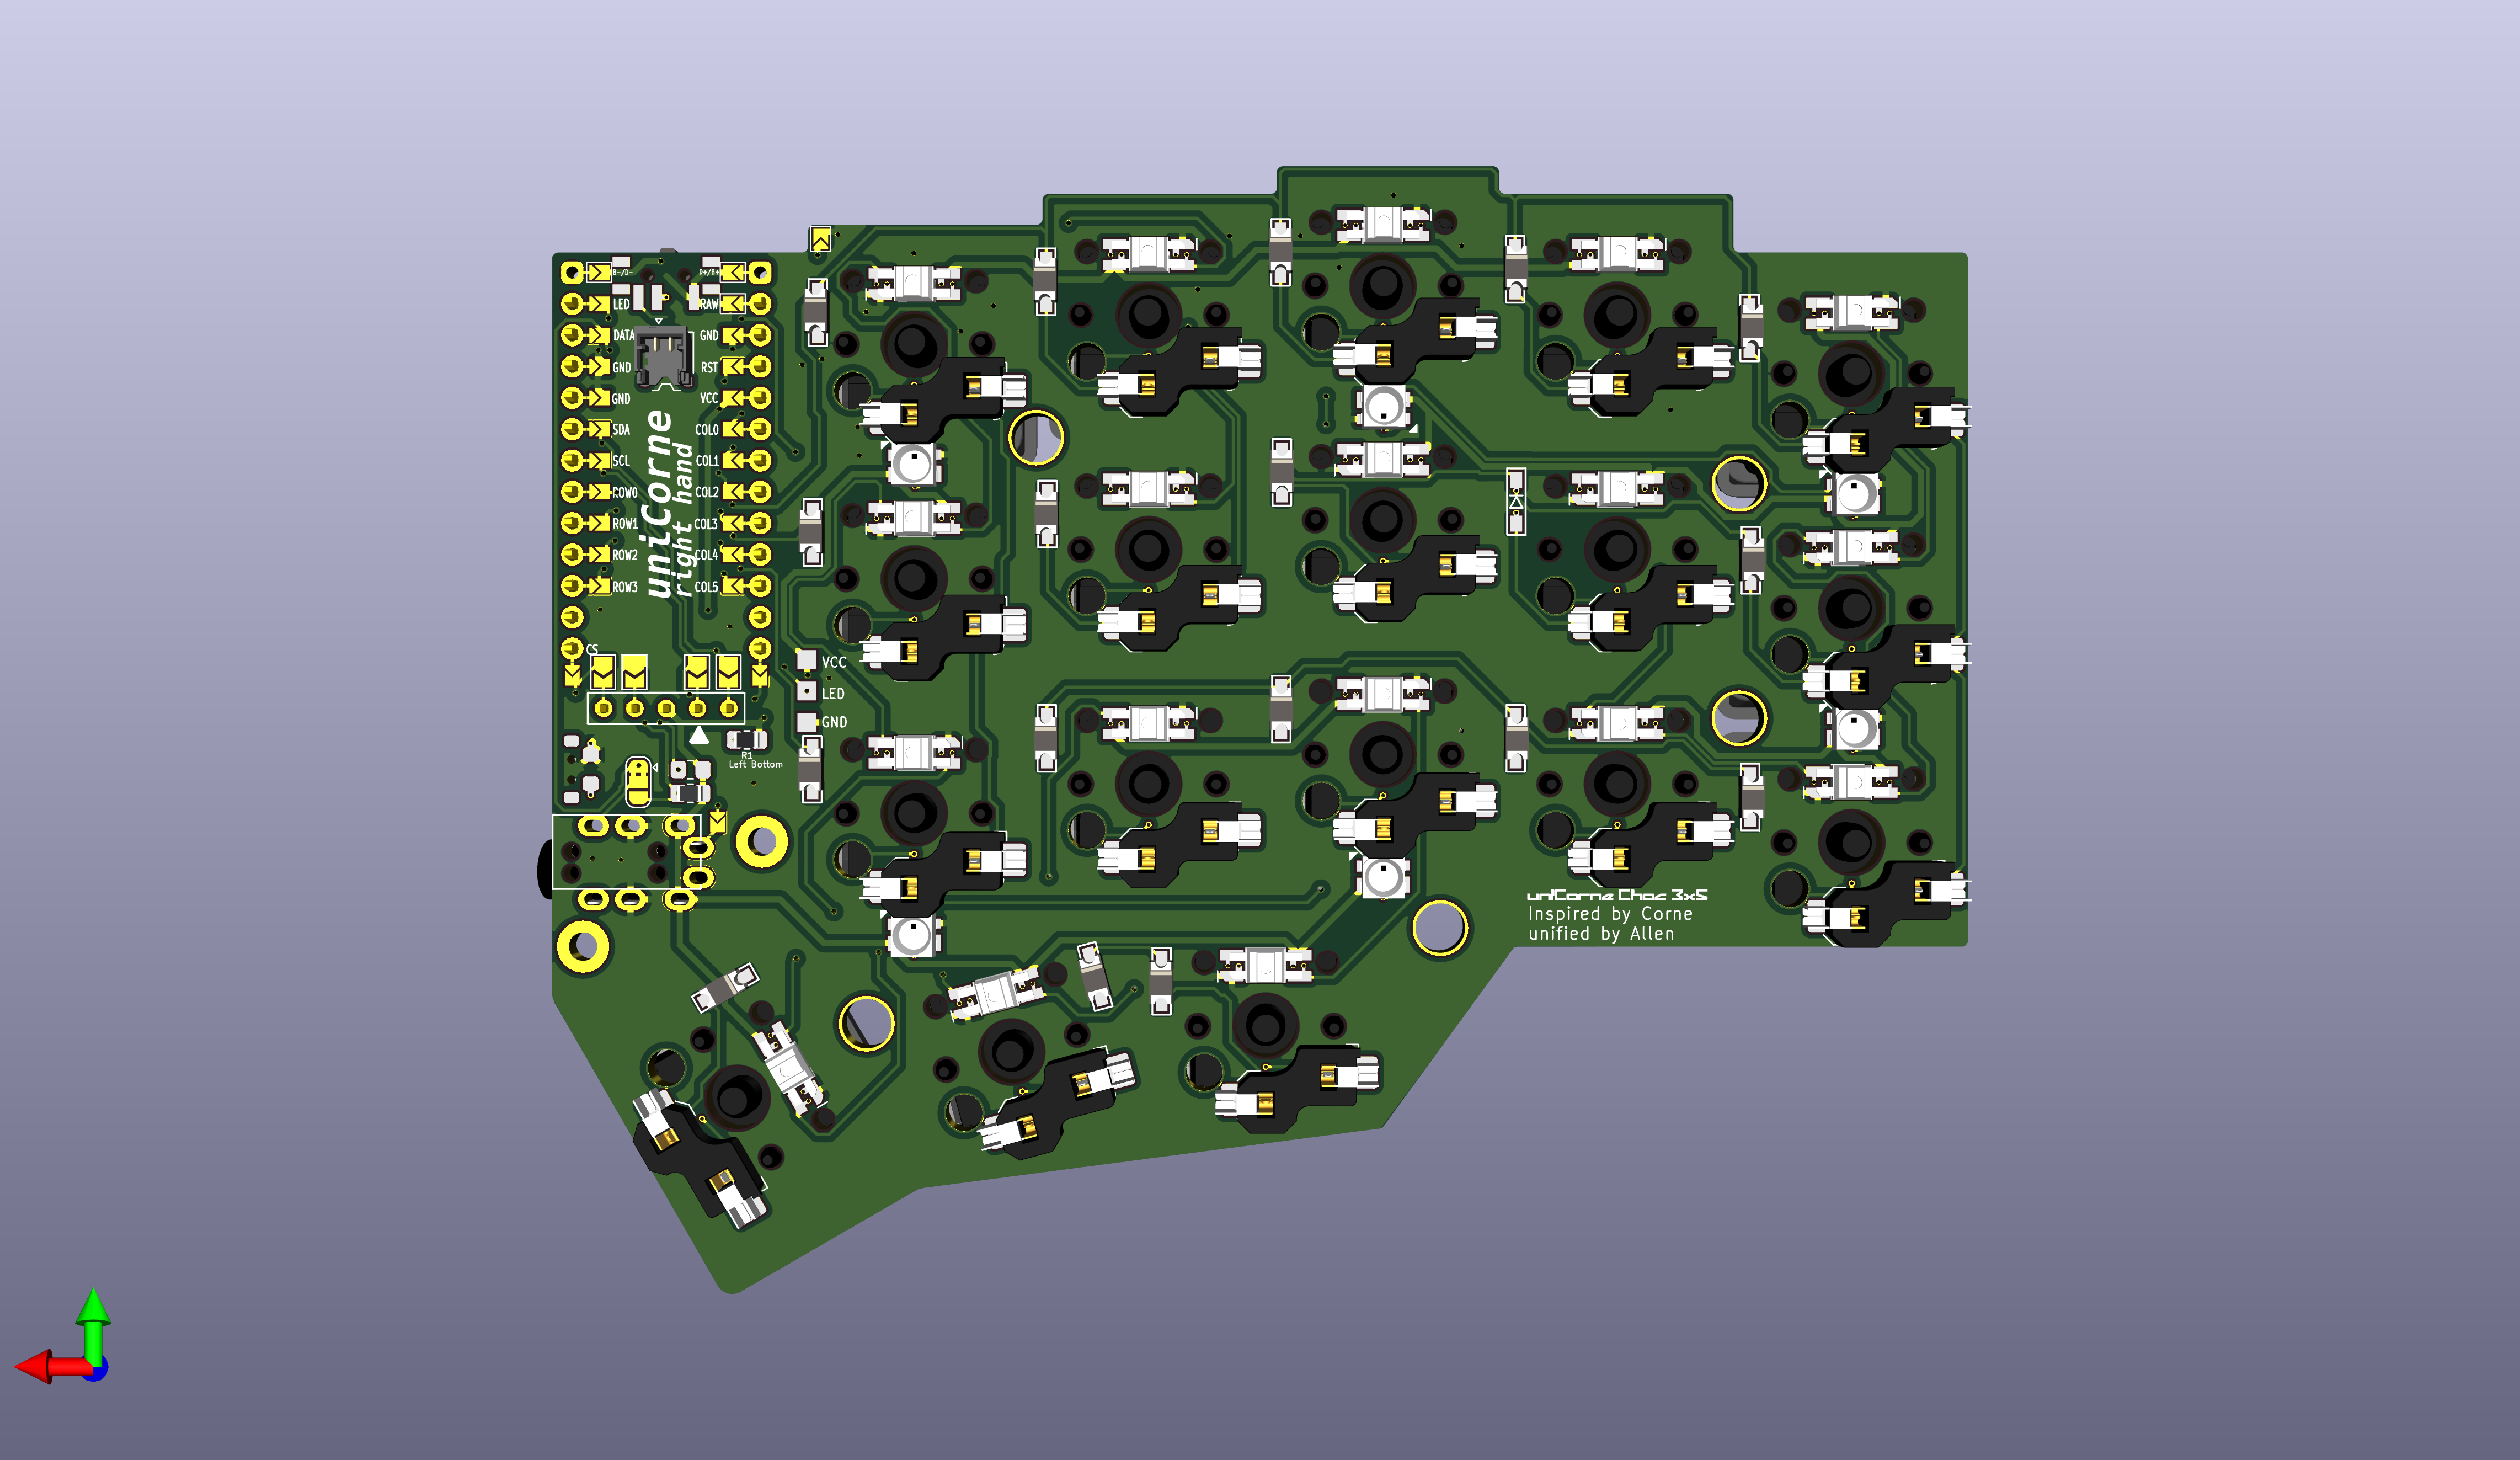 B-/D-
D+/B+
LED
RAW
DATA
GND
GND
RST
GND
VCC
SDA
COL0
SCL
COL1
ROW0
COL2
ROW1
COL3
ROW2
COL4
ROW3
COL5
uniCorne
right hand
CS
VCC
LED
GND
R1
Left Bottom
uniCorne Choc 3x5
Inspired by Corne
unified by Allen